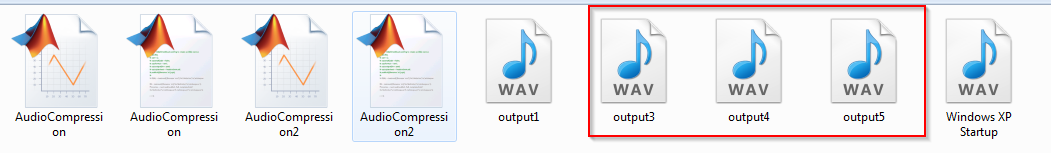 WAV WAV WAV WAV WAV
AudioCompressi AudioCompressi AudioCompressi AudioCompressi output1 output3 output4 output5 Windows XP
on on on2 on2 Startup